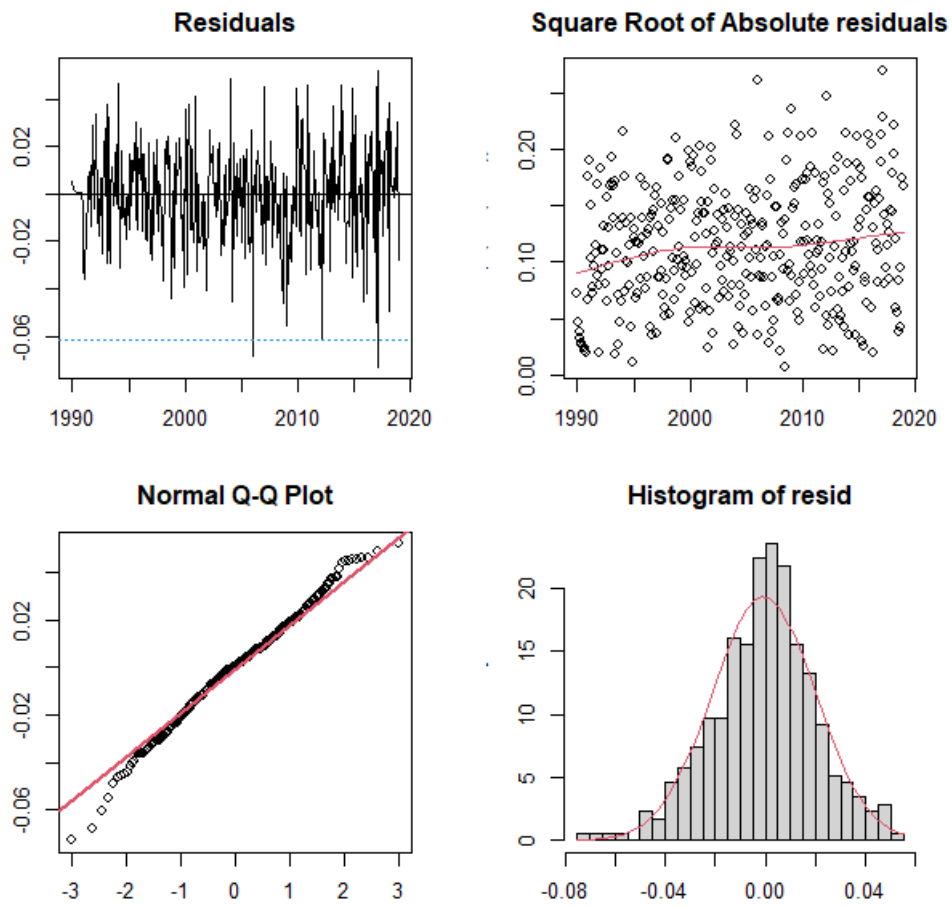 Residuals
0.02
-0.02
-0.06
1990 2000 2010 2020
Square Root of Absolute residuals
0.20
0.10
0.00
1990 2000 2010 2020
Normal Q-Q Plot
0.02
-0.02
-0.06
-3 -2 -1 0 1 2 3
Histogram of resid
20
15
10
5
0
-0.08 -0.04 0.00 0.04